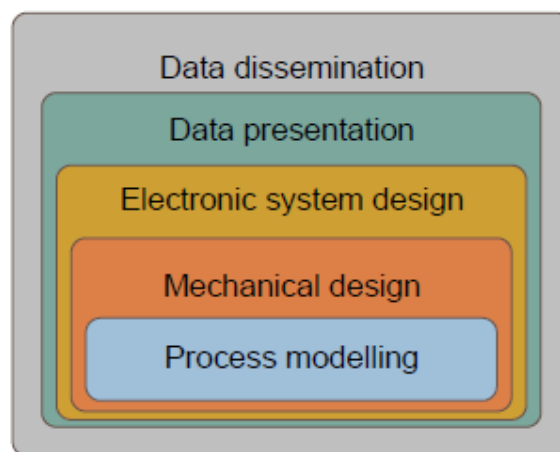 Data dissemination
Data presentation
Electronic system design
Mechanical design
Process modelling